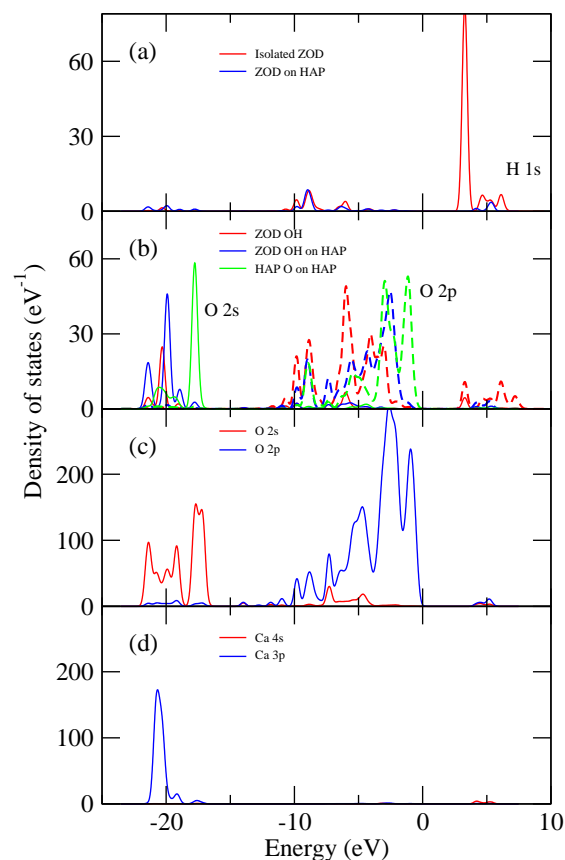 (a)
Isolated ZOD
ZOD on HAP
60
30
0
H 1s
(b)
ZOD OH
ZOD OH on HAP
HAP O on HAP
60
30
0
O 2s
O 2p
Density of states (eV⁻¹)
(c)
O 2s
O 2p
200
100
0
(d)
Ca 4s
Ca 3p
200
100
0
-20
-10
0
10
Energy (eV)